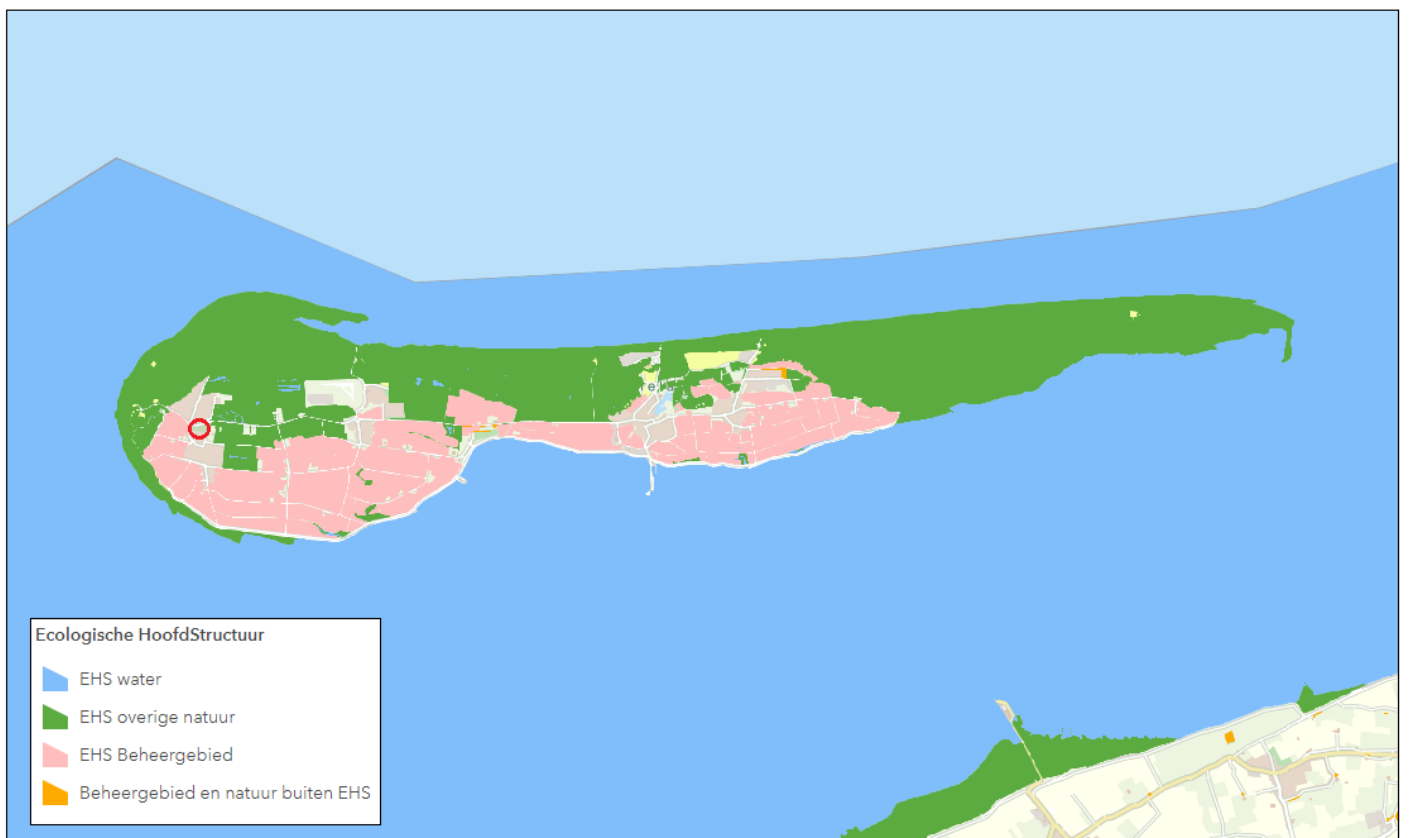 e
Ecologische HoofdStructuur
EHS water
EHS overige natuur
EHS Beheergebied
Beheergebied en natuur buiten EHS